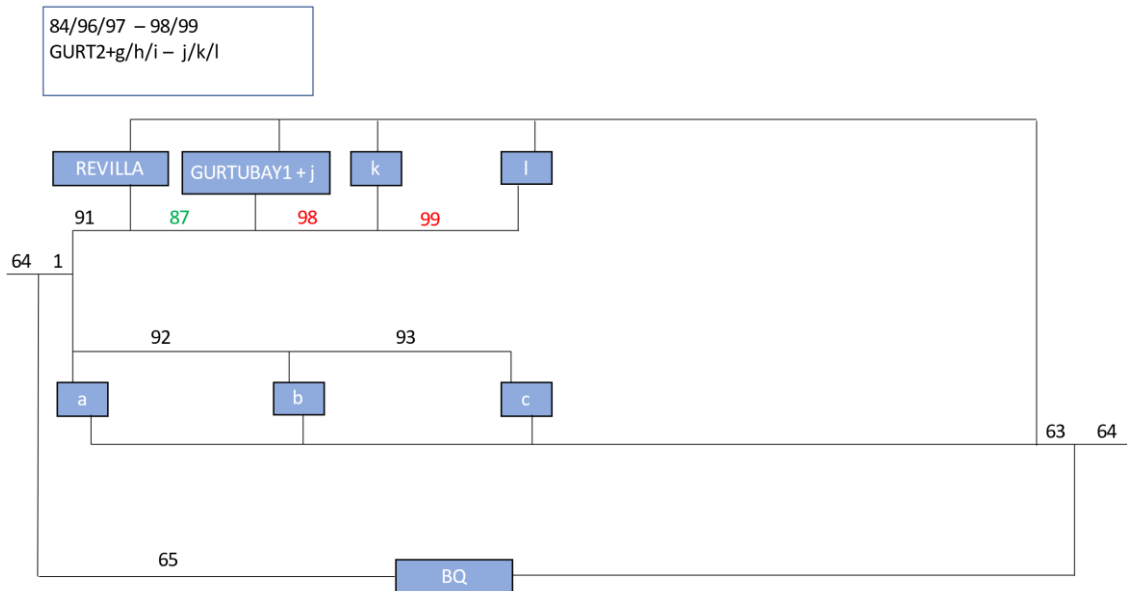 84/96/97 – 98/99
GURT2+g/h/i – j/k/l
REVILLA
GURTUBAY1 + j
k
l
91
87
98
99
64
1
92
93
a
b
c
63
64
65
BQ